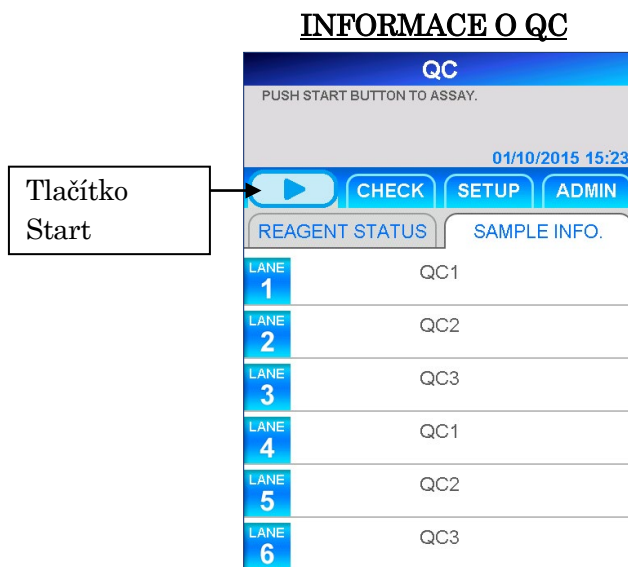 INFORMACE O QC
QC
PUSH START BUTTON TO ASSAY.
01/10/2015 15:23
Tlačítko
Start
CHECK SETUP ADMIN
REAGENT STATUS SAMPLE INFO.
LANE
1 QC1
LANE
2 QC2
LANE
3 QC3
LANE
4 QC1
LANE
5 QC2
LANE
6 QC3